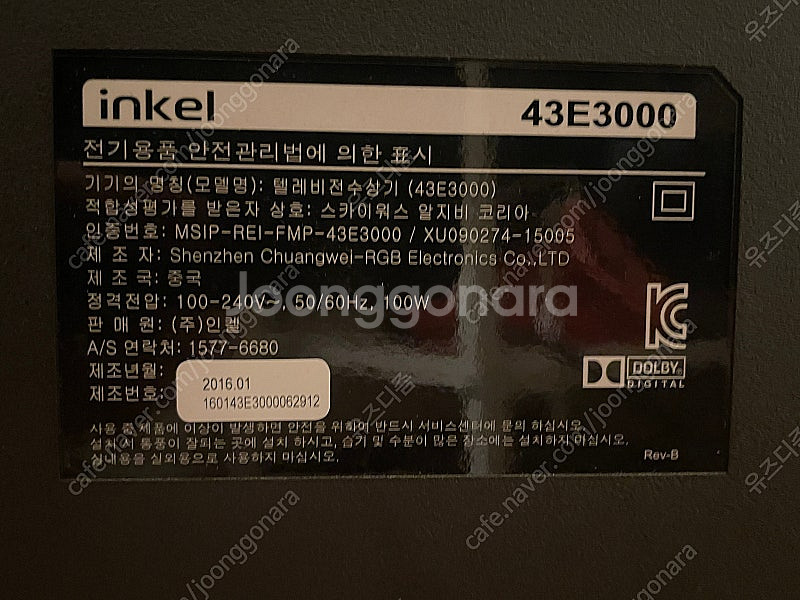 inkel 43E3000
전기용품 안전관리법에 의한 표시
기기의 명칭(모델명): 텔레비전수상기 (43E3000)
적합성평가를 받은자 상호: 스카이워스 알지비 코리아
인증번호: MSIP-REI-FMP-43E3000 / XU090274-15005
제 조 자: Shenzhen Chuangwei-RGB Electronics Co.,LTD
제 조 국: 중국
정격전압: 100-240V~, 50/60Hz, 100W
판 매 원: (주)인켈
A/S 연락처: 1577-6680
제조년월:
2016.01
제조번호:
160143E3000062912
DOLBY
DIGITAL
사용 중 제품에 이상이 발생하면 안전을 위하여 반드시 서비스센터에 문의 하십시오.
설치 시 통풍이 잘되는 곳에 설치 하시고, 습기 및 수분이 많은 장소에는 설치하지 마십시오.
실내용을 실외용으로 사용하지 마십시오.
Rev-B
Joonggonara
cafe.naver.com/joonggonara
유즈디존